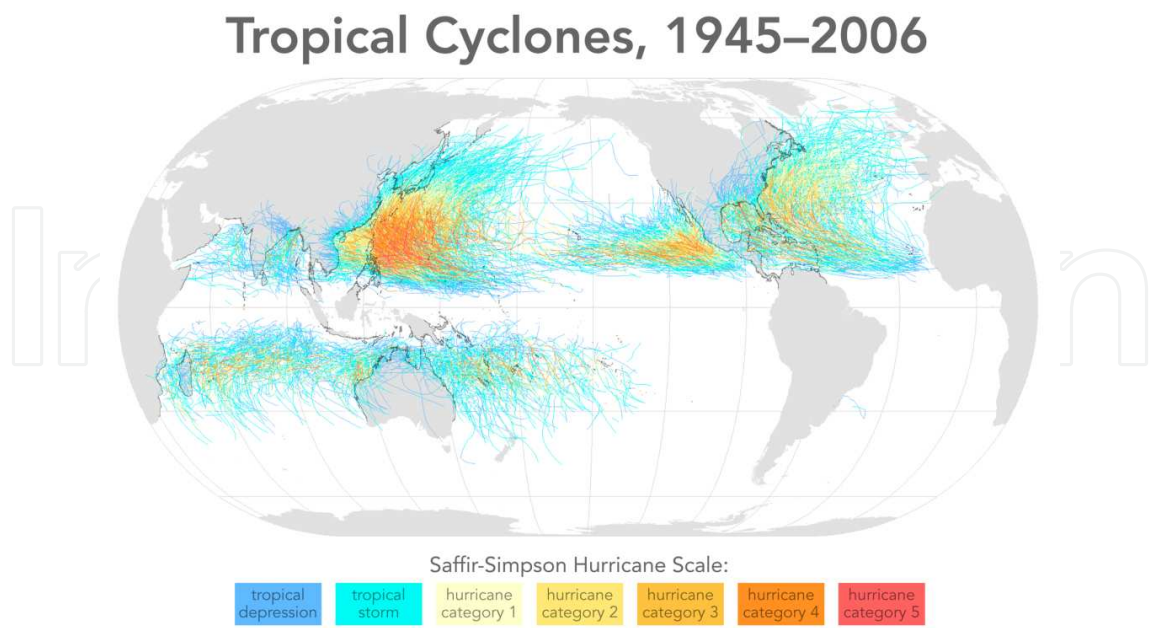 Tropical Cyclones, 1945–2006
Saffir-Simpson Hurricane Scale:
tropical depression
tropical storm
hurricane category 1
hurricane category 2
hurricane category 3
hurricane category 4
hurricane category 5